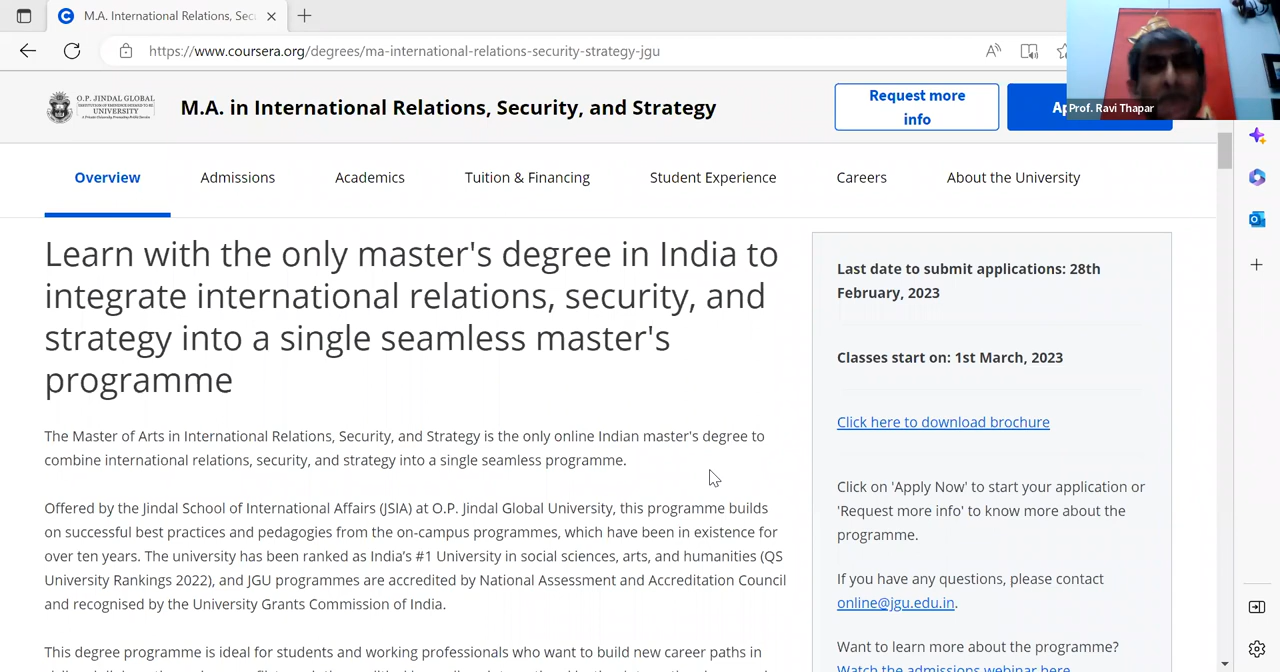 M.A. International Relations, Sec
https://www.coursera.org/degrees/ma-international-relations-security-strategy-jgu
Prof. Ravi Thapar
O.P. JINDAL GLOBAL
UNIVERSITY
M.A. in International Relations, Security, and Strategy
Request more
info
Ap
Overview
Admissions
Academics
Tuition & Financing
Student Experience
Careers
About the University
Learn with the only master's degree in India to
integrate international relations, security, and
strategy into a single seamless master's
programme
The Master of Arts in International Relations, Security, and Strategy is the only online Indian master's degree to
combine international relations, security, and strategy into a single seamless programme.
Offered by the Jindal School of International Affairs (JSIA) at O.P. Jindal Global University, this programme builds
on successful best practices and pedagogies from the on-campus programmes, which have been in existence for
over ten years. The university has been ranked as India's #1 University in social sciences, arts, and humanities (QS
University Rankings 2022), and JGU programmes are accredited by National Assessment and Accreditation Council
and recognised by the University Grants Commission of India.
This degree programme is ideal for students and working professionals who want to build new career paths in
Last date to submit applications: 28th
February, 2023
Classes start on: 1st March, 2023
Click here to download brochure
Click on 'Apply Now' to start your application or
'Request more info' to know more about the
programme.
If you have any questions, please contact
online@jgu.edu.in.
Want to learn more about the programme?
Watch the admissions webinar here